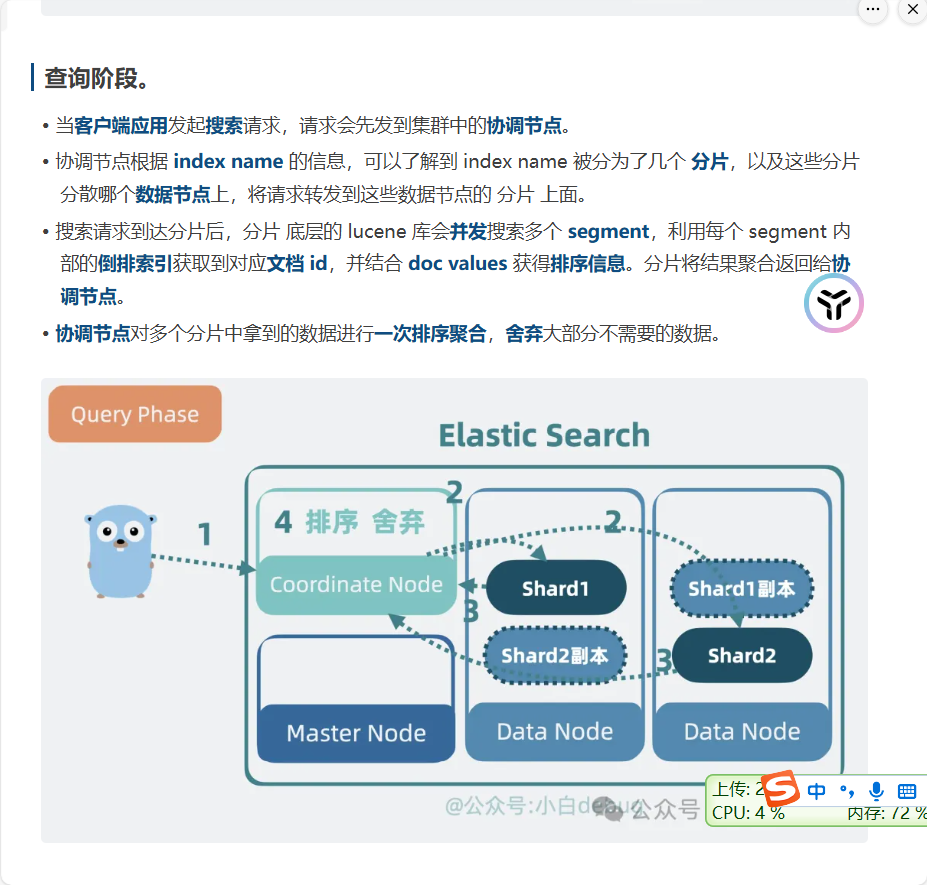 查询阶段。
• 当客户端应用发起搜索请求，请求会先发到集群中的协调节点。
• 协调节点根据 index name 的信息，可以了解到 index name 被分为了几个 分片，以及这些分片
分散哪个数据节点上，将请求转发到这些数据节点的 分片 上面。
• 搜索请求到达分片后，分片 底层的 lucene 库会并发搜索多个 segment，利用每个 segment 内
部的倒排索引获取到对应文档 id，并结合 doc values 获得排序信息。分片将结果聚合返回给协
调节点。
• 协调节点对多个分片中拿到的数据进行一次排序聚合，舍弃大部分不需要的数据。
Query Phase
Elastic Search
1
2
2
4 排序 舍弃
Coordinate Node
Shard1
Shard1副本
3
Shard2副本
3
Shard2
Master Node
Data Node
Data Node
@公众号:小白debug
公众号
上传: 2
中
CPU: 4 %
内存: 72 %